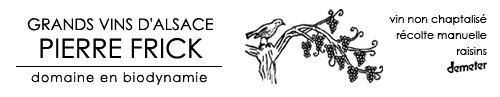 GRANDS VINS D'ALSACE
PIERRE FRICK
domaine en biodynamie
vin non chaptalisé
récolte manuelle
raisins
demeter